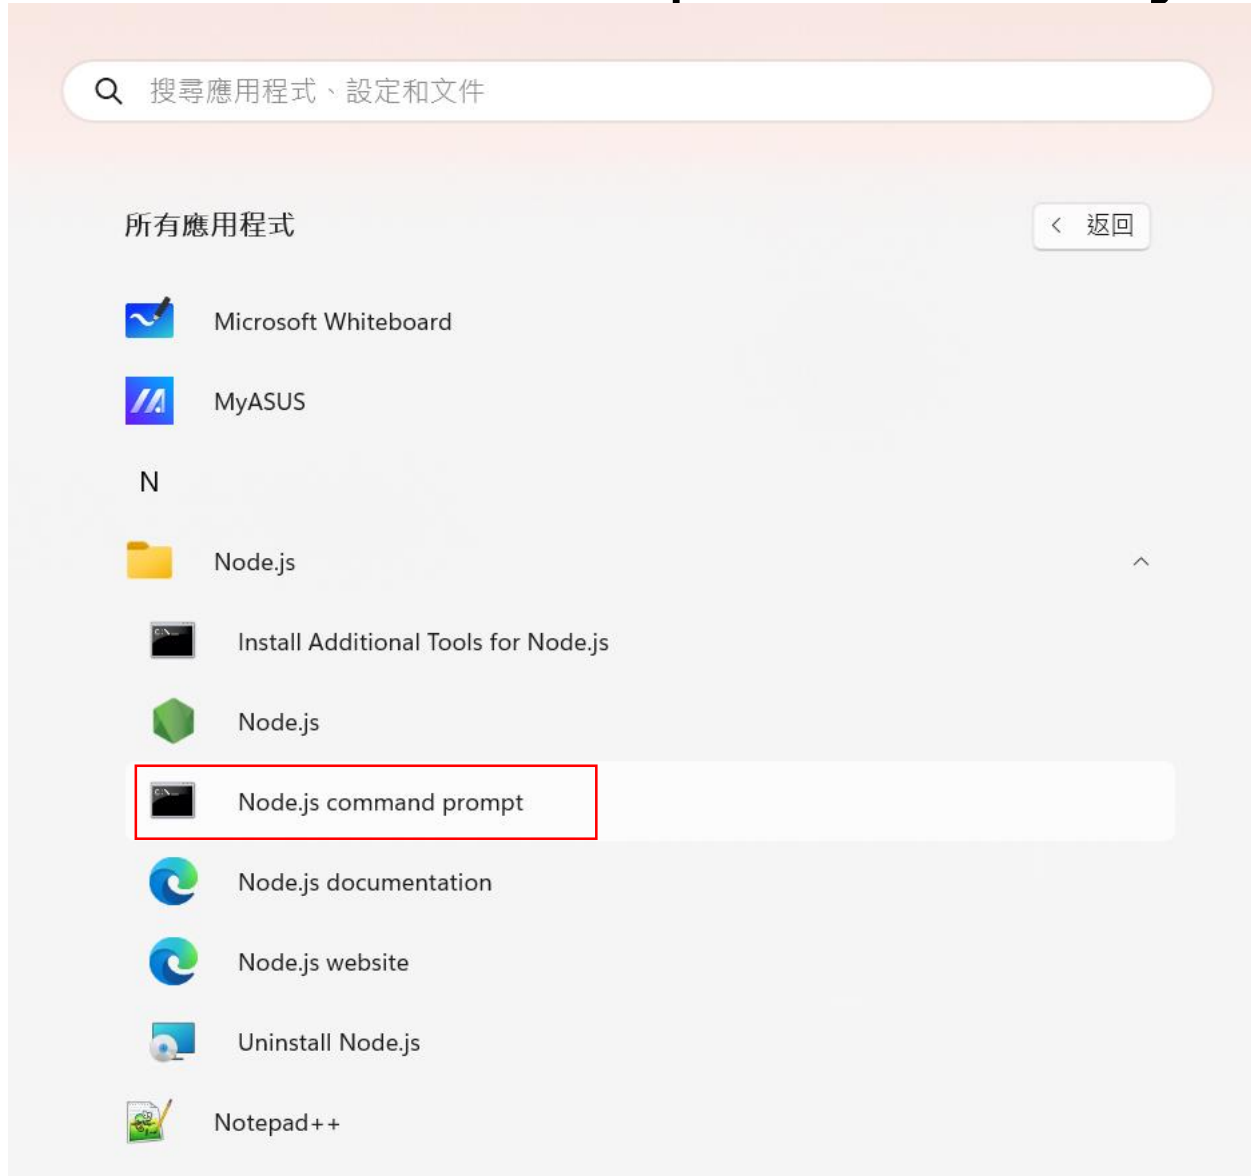 搜尋應用程式、設定和文件
所有應用程式
返回
Microsoft Whiteboard
MyASUS
N
Node.js
Install Additional Tools for Node.js
Node.js
Node.js command prompt
Node.js documentation
Node.js website
Uninstall Node.js
Notepad++